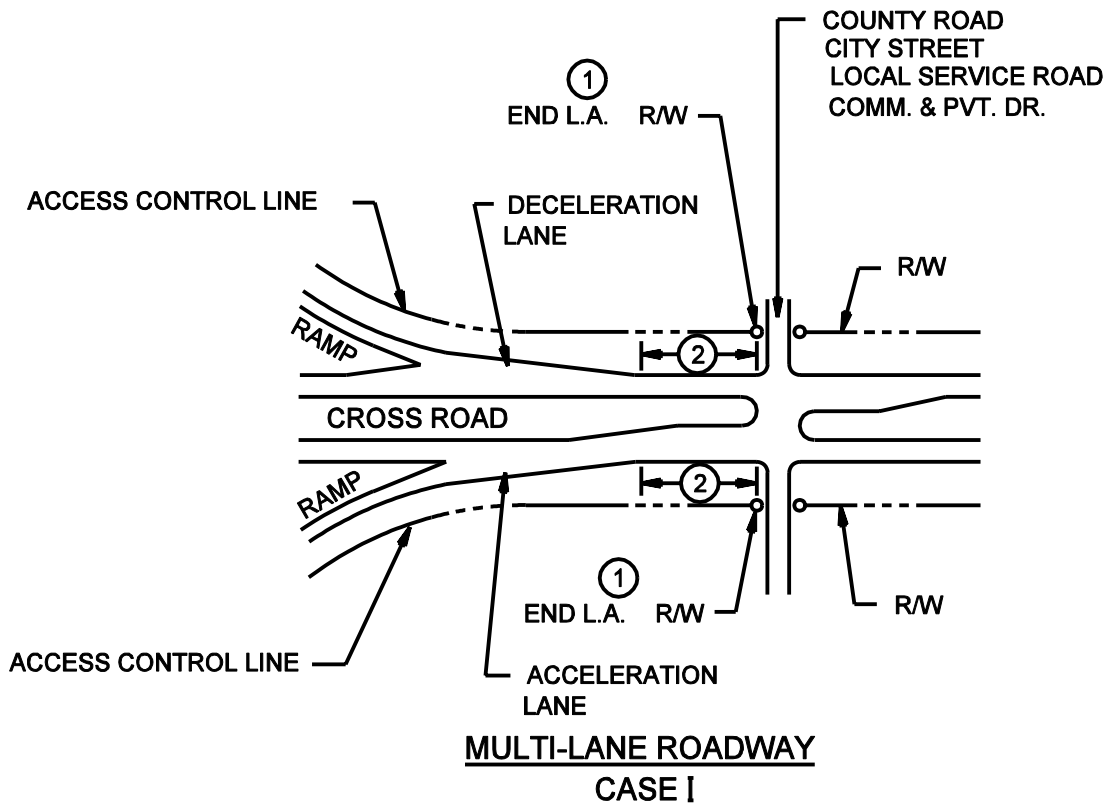 COUNTY ROAD
CITY STREET
LOCAL SERVICE ROAD
COMM. & PVT. DR.
1
END L.A. R/W
ACCESS CONTROL LINE
DECELERATION
LANE
R/W
RAMP
2
CROSS ROAD
RAMP
2
1
END L.A. R/W
R/W
ACCESS CONTROL LINE
ACCELERATION
LANE
MULTI-LANE ROADWAY
CASE I